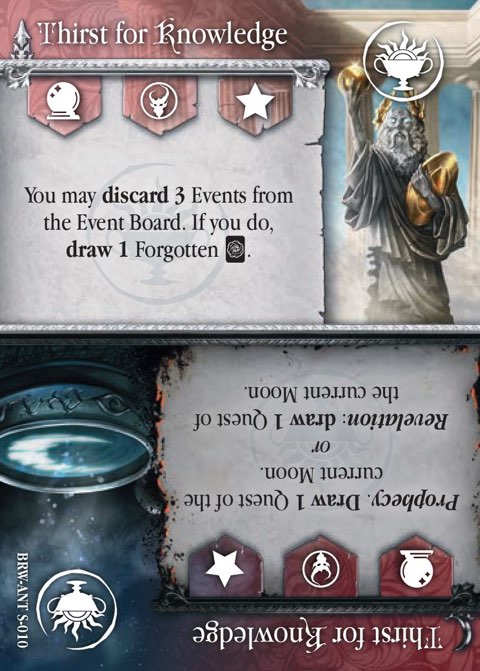 Thirst for Knowledge
You may discard 3 Events from
the Event Board. If you do,
draw 1 Forgotten .
Thirst for Knowledge
Prophecy. Draw 1 Quest of the
current Moon.
or
Revelation: draw 1 Quest of
the current Moon.
BRW-ANT S-010